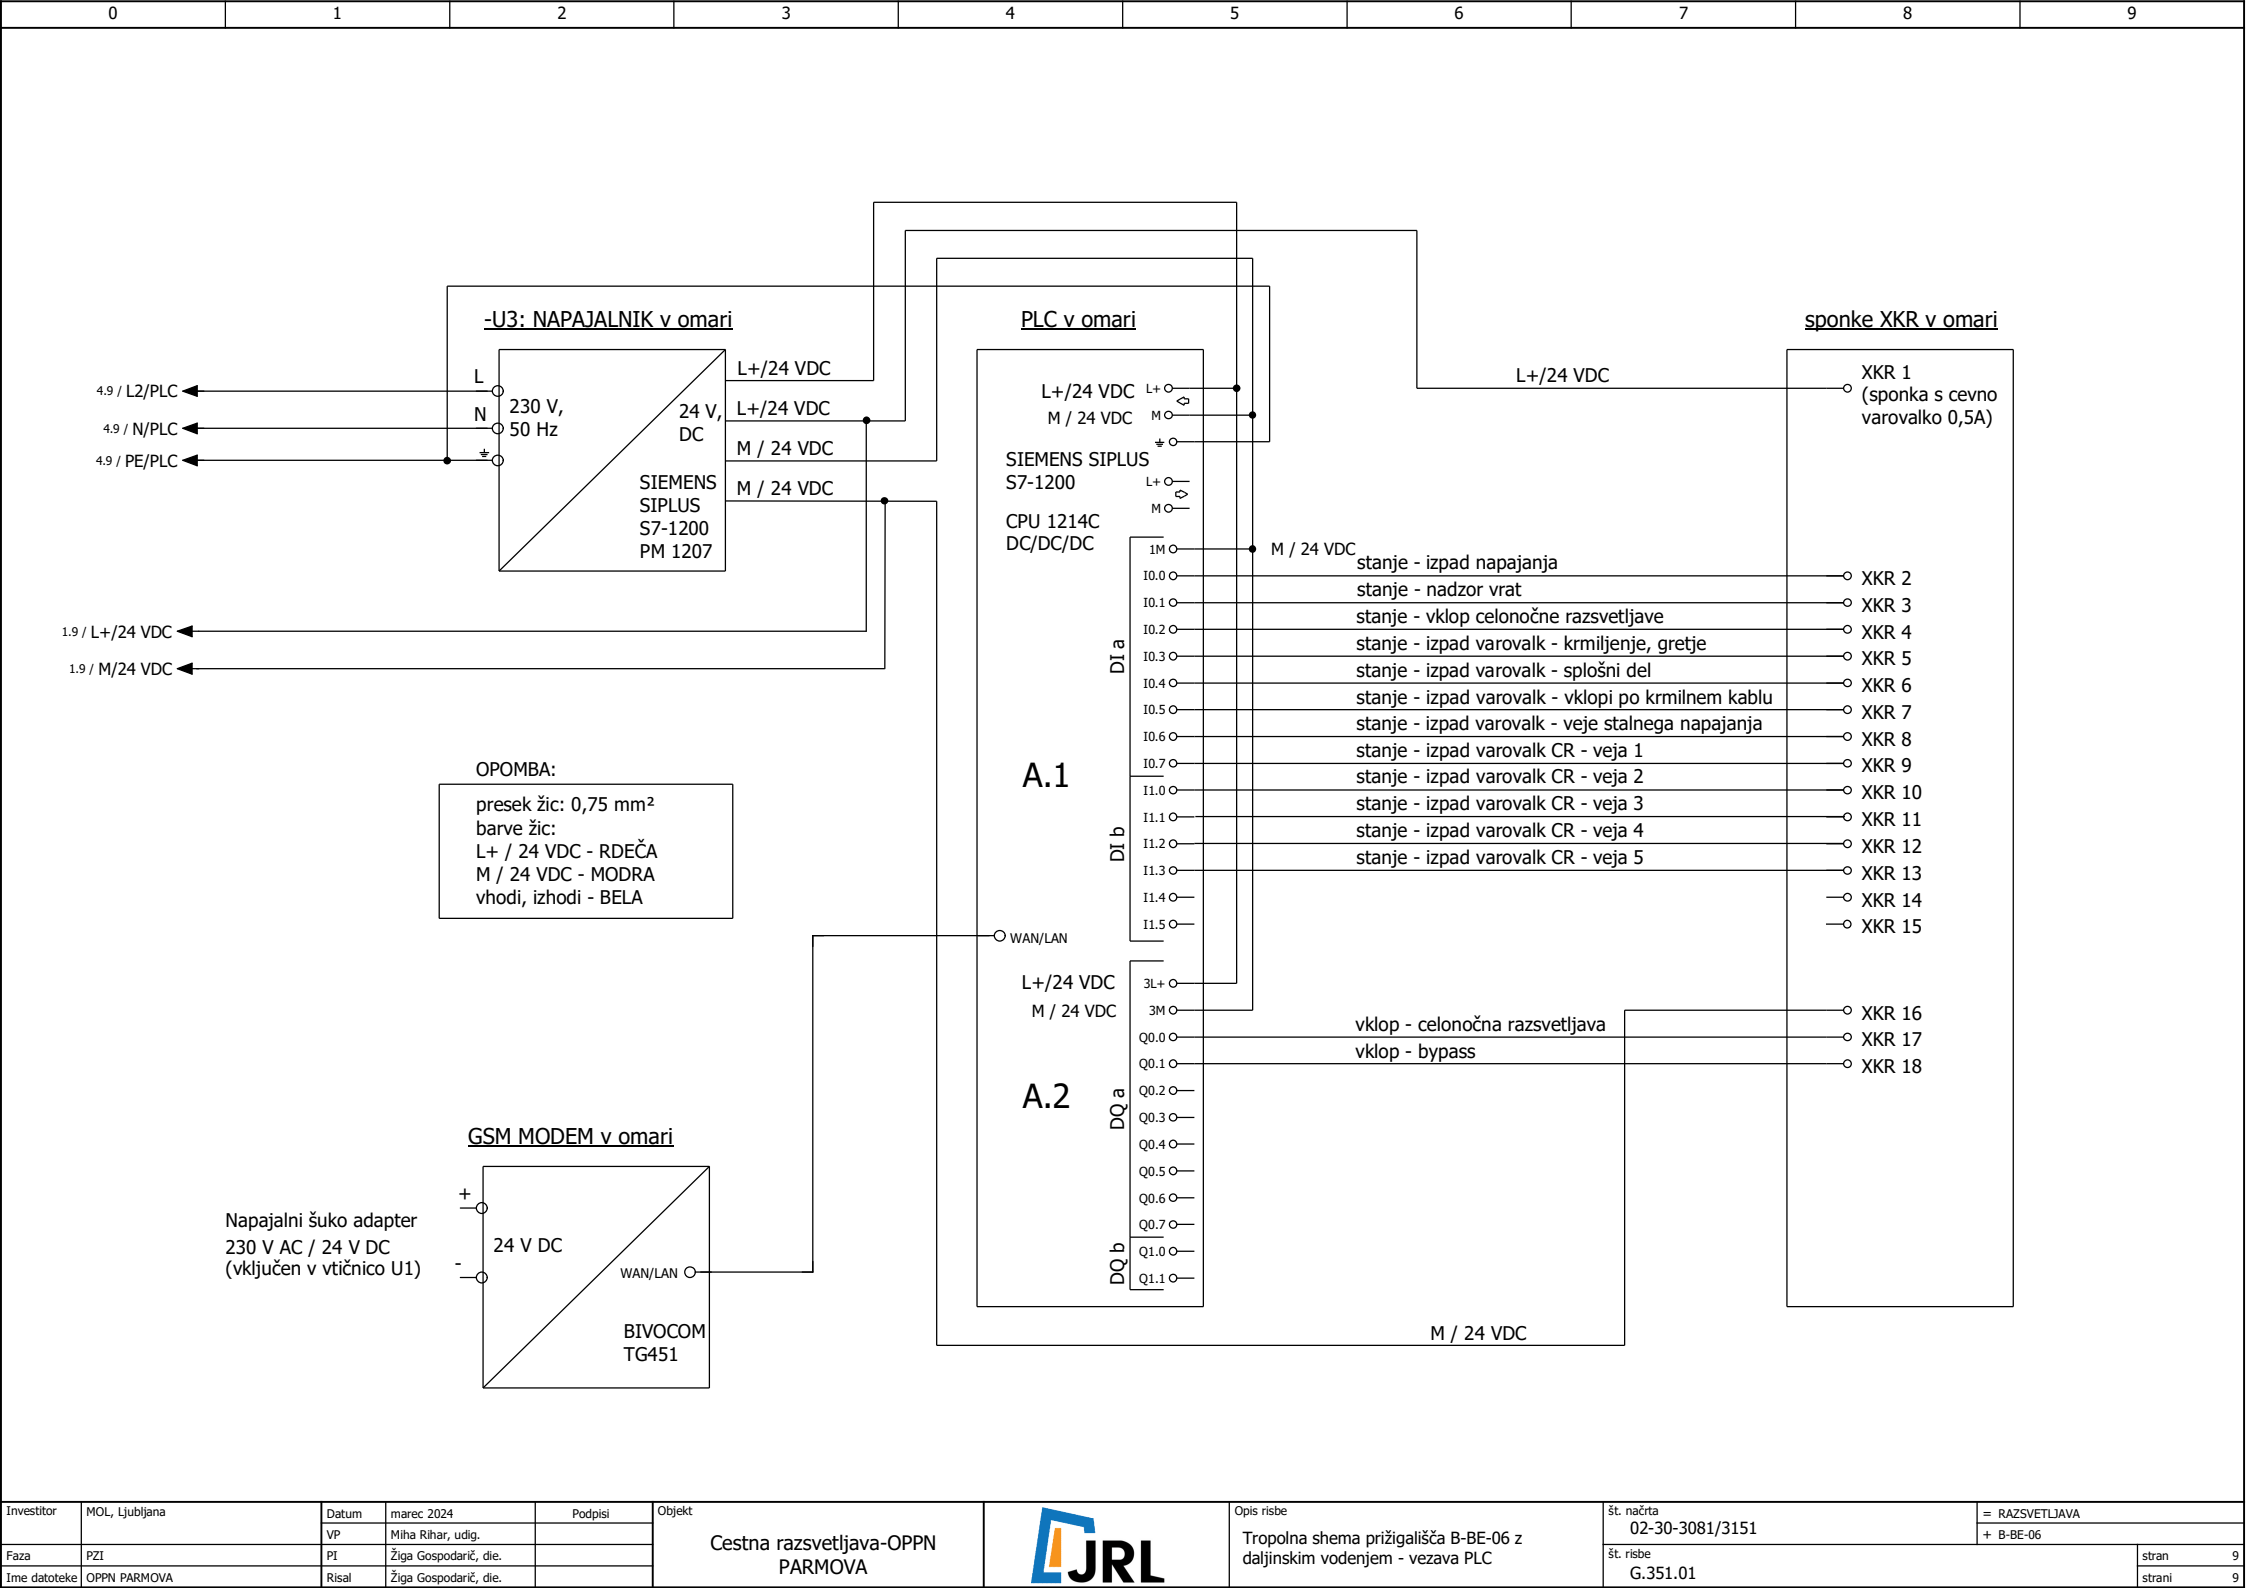 0 1 2 3 4 5 6 7 8 9
-U3: NAPAJALNIK v omari
PLC v omari
sponke XKR v omari
4.9 / L2/PLC
4.9 / N/PLC
4.9 / PE/PLC
L
N
230 V,
50 Hz
24 V,
DC
SIEMENS
SIPLUS
S7-1200
PM 1207
L+/24 VDC
L+/24 VDC
M / 24 VDC
M / 24 VDC
1.9 / L+/24 VDC
1.9 / M/24 VDC
L+/24 VDC L+
M / 24 VDC M
SIEMENS SIPLUS
S7-1200
L+
M
CPU 1214C
DC/DC/DC
L+/24 VDC
XKR 1
(sponka s cevno
varovalko 0,5A)
1M M / 24 VDC
I0.0 stanje - izpad napajanja XKR 2
I0.1 stanje - nadzor vrat XKR 3
I0.2 stanje - vklop celonočne razsvetljave XKR 4
I0.3 stanje - izpad varovalk - krmiljenje, gretje XKR 5
I0.4 stanje - izpad varovalk - splošni del XKR 6
I0.5 stanje - izpad varovalk - vklopi po krmilnem kablu XKR 7
I0.6 stanje - izpad varovalk - veje stalnega napajanja XKR 8
I0.7 stanje - izpad varovalk CR - veja 1 XKR 9
I1.0 stanje - izpad varovalk CR - veja 2 XKR 10
I1.1 stanje - izpad varovalk CR - veja 3 XKR 11
I1.2 stanje - izpad varovalk CR - veja 4 XKR 12
I1.3 stanje - izpad varovalk CR - veja 5 XKR 13
I1.4 XKR 14
I1.5 XKR 15
DI a
DI b
A.1
WAN/LAN
L+/24 VDC 3L+
M / 24 VDC 3M XKR 16
Q0.0 vklop - celonočna razsvetljava XKR 17
Q0.1 vklop - bypass XKR 18
Q0.2
Q0.3
Q0.4
Q0.5
Q0.6
Q0.7
Q1.0
Q1.1
DQ a
DQ b
A.2
M / 24 VDC
OPOMBA:
presek žic: 0,75 mm²
barve žic:
L+ / 24 VDC - RDEČA
M / 24 VDC - MODRA
vhodi, izhodi - BELA
GSM MODEM v omari
+
-
Napajalni šuko adapter
230 V AC / 24 V DC
(vključen v vtičnico U1)
24 V DC
WAN/LAN
BIVOCOM
TG451
Investitor MOL, Ljubljana
Faza PZI
Ime datoteke OPPN PARMOVA
Datum marec 2024 Podpisi
VP Miha Rihar, udig.
PI Žiga Gospodarič, die.
Risal Žiga Gospodarič, die.
Objekt
Cestna razsvetljava-OPPN
PARMOVA
JRL
Opis risbe
Tropolna shema prižigališča B-BE-06 z
daljinskim vodenjem - vezava PLC
št. načrta
02-30-3081/3151
št. risbe
G.351.01
= RAZSVETLJAVA
+ B-BE-06
stran 9
strani 9